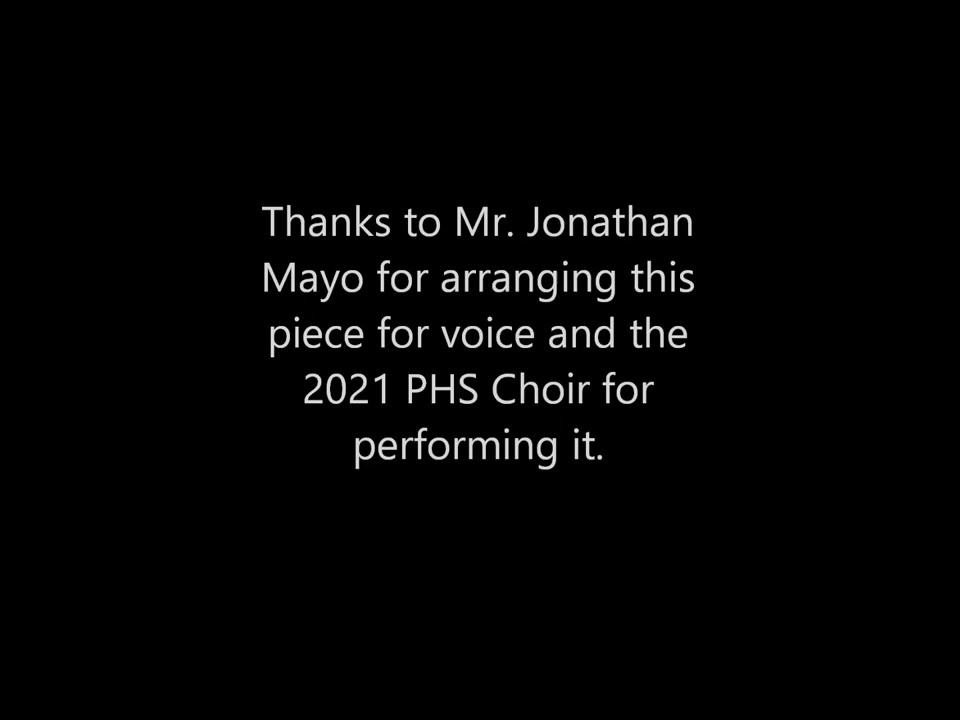 Thanks to Mr. Jonathan
Mayo for arranging this
piece for voice and the
2021 PHS Choir for
performing it.